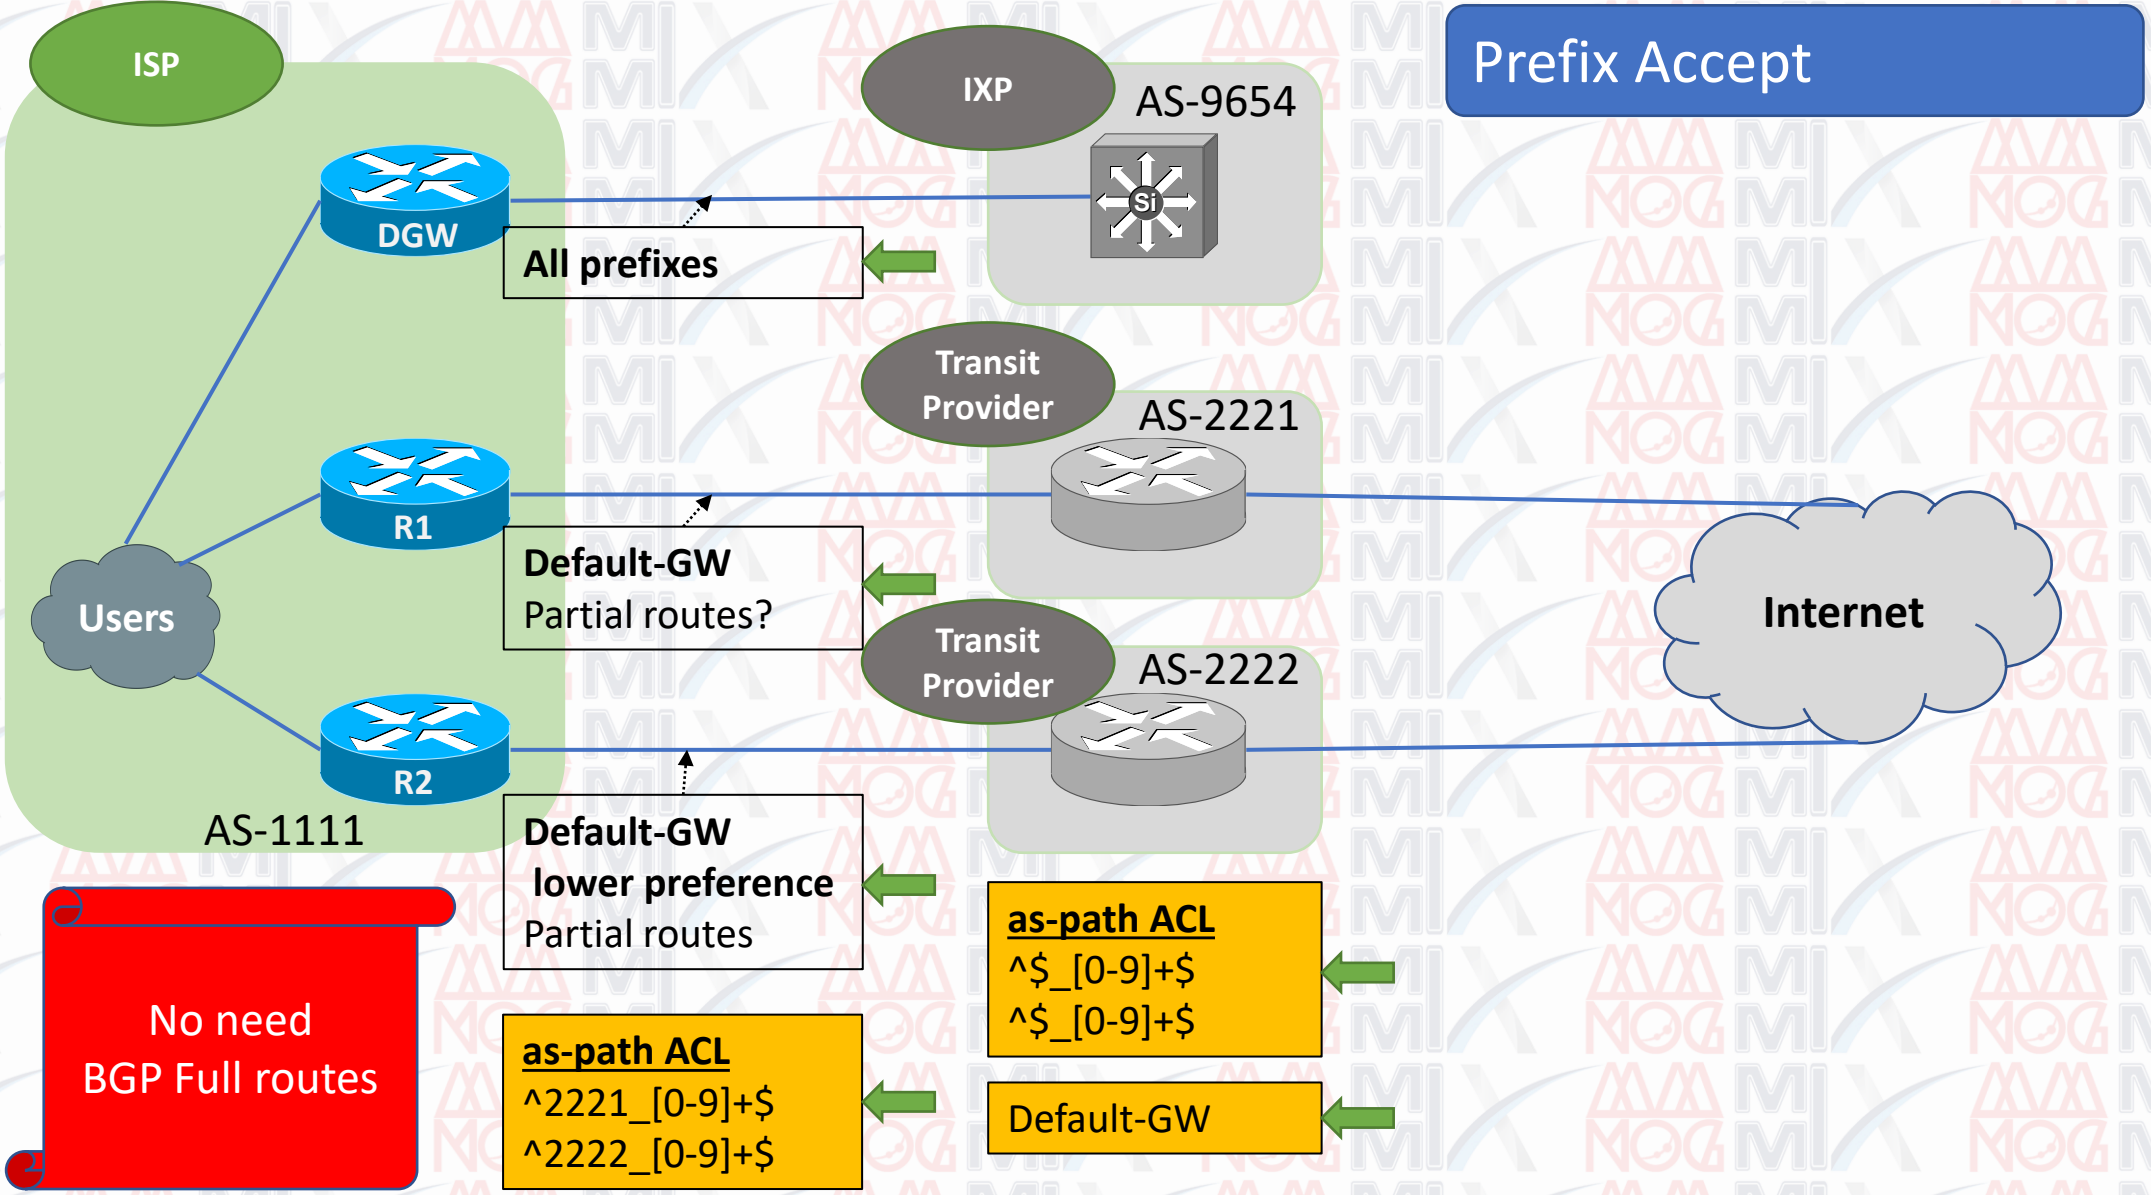 Prefix Accept
ISP
IXP
AS-9654
Si
DGW
All prefixes
Transit
Provider
AS-2221
R1
Default-GW
Partial routes?
Users
Internet
Transit
Provider
AS-2222
R2
AS-1111
Default-GW
lower preference
Partial routes
as-path ACL
^$_[0-9]+$
^$_[0-9]+$
No need
BGP Full routes
as-path ACL
^2221_[0-9]+$
^2222_[0-9]+$
Default-GW